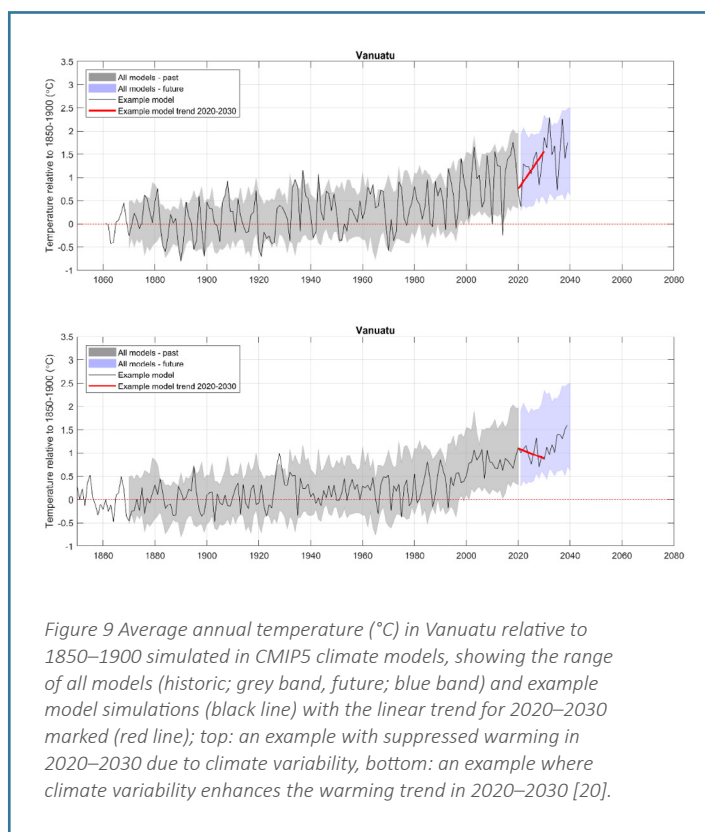 Vanuatu
Temperature relative to 1850-1900 (°C)
3.5
3
2.5
2
1.5
1
0.5
0
-0.5
-1
All models - past
All models - future
Example model
Example model trend 2020-2030
1860
1880
1900
1920
1940
1960
1980
2000
2020
2040
2060
2080
Vanuatu
Temperature relative to 1850-1900 (°C)
3.5
3
2.5
2
1.5
1
0.5
0
-0.5
-1
All models - past
All models - future
Example model
Example model trend 2020-2030
1860
1880
1900
1920
1940
1960
1980
2000
2020
2040
2060
2080
Figure 9 Average annual temperature (°C) in Vanuatu relative to
1850–1900 simulated in CMIP5 climate models, showing the range
of all models (historic; grey band, future; blue band) and example
model simulations (black line) with the linear trend for 2020–2030
marked (red line); top: an example with suppressed warming in
2020–2030 due to climate variability, bottom: an example where
climate variability enhances the warming trend in 2020–2030 [20].